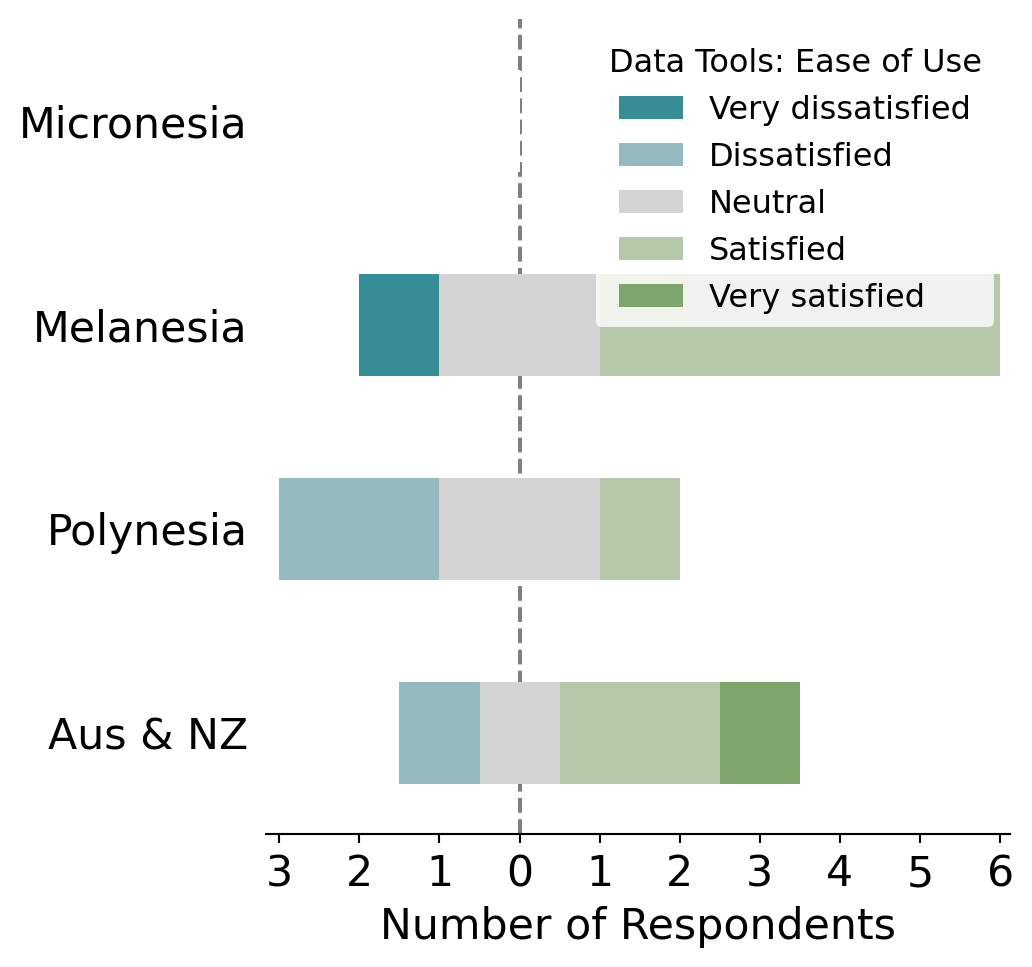 Data Tools: Ease of Use
Very dissatisfied
Dissatisfied
Neutral
Satisfied
Very satisfied
Micronesia
Melanesia
Polynesia
Aus & NZ
3 2 1 0 1 2 3 4 5 6
Number of Respondents